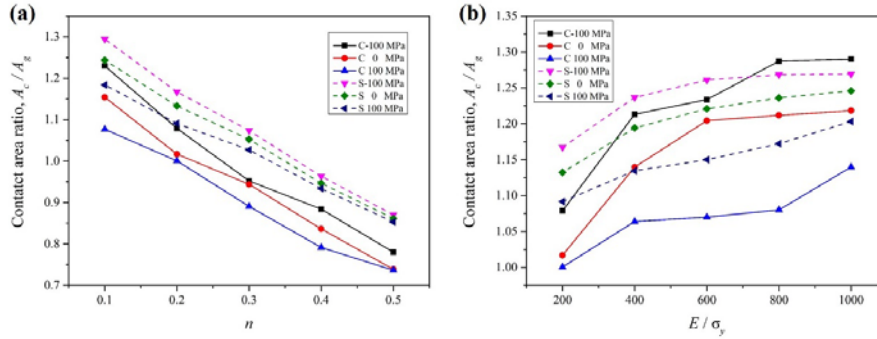 (a)
Contatct area ratio, A_c / A_g
1.3
1.2
1.1
1.0
0.9
0.8
0.7
0.1 0.2 0.3 0.4 0.5
n
C-100 MPa
C 0 MPa
C 100 MPa
S-100 MPa
S 0 MPa
S 100 MPa
(b)
Contatct area ratio, A_c / A_g
1.35
1.30
1.25
1.20
1.15
1.10
1.05
1.00
200 400 600 800 1000
E / σ_y
C-100 MPa
C 0 MPa
C 100 MPa
S-100 MPa
S 0 MPa
S 100 MPa